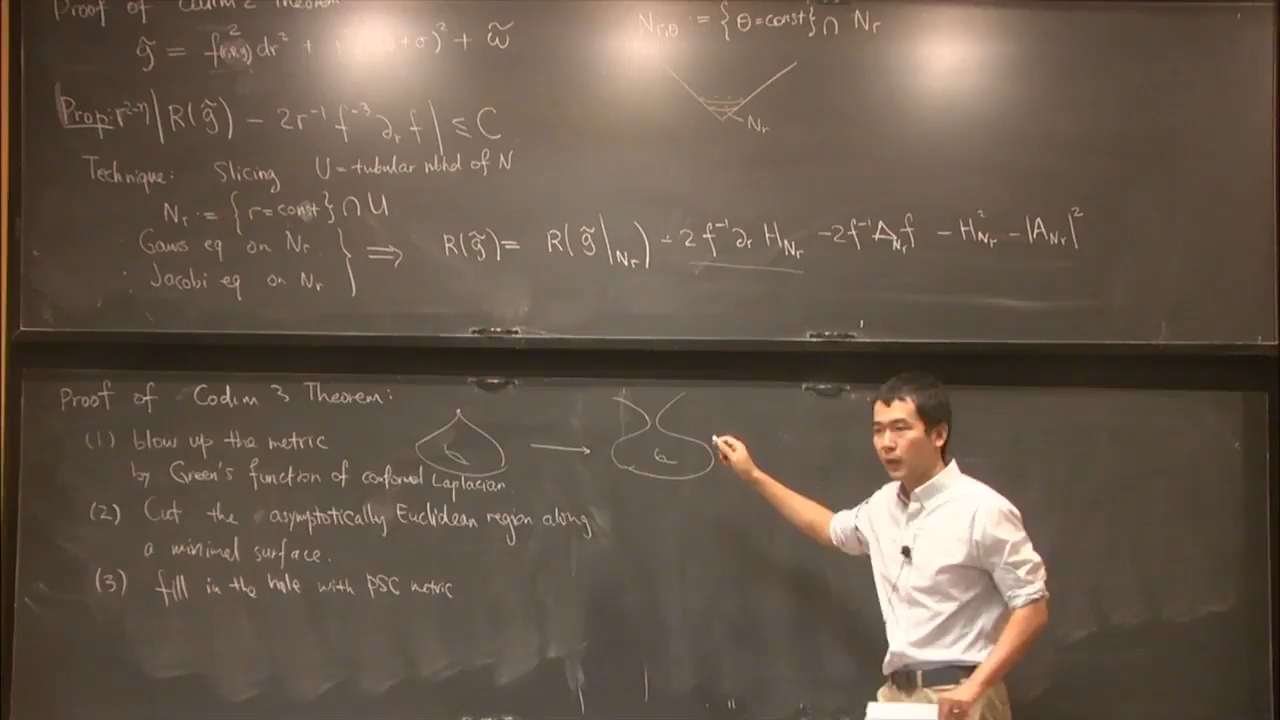 Proof of Codim 2 Theorem
g̃ = f²(r,θ,y)dr² + + σ)² + ω̃
N_{r,θ} := {θ=const} ∩ N_r
N_r
Prop: r^{2-η}|R(g̃) - 2r⁻¹ f⁻³ ∂_r f| ≤ C
Technique: Slicing U = tubular nbhd of N
N_r := {r=const} ∩ U
Gauss eq on N_r
Jacobi eq on N_r
⟹ R(g̃) = R(g̃|_{N_r}) - 2f⁻¹∂_r H_{N_r} - 2f⁻¹Δ_{N_r}f - H²_{N_r} - |A_{N_r}|²
Proof of Codim 3 Theorem:
(1) blow up the metric
by Green's function of conformal Laplacian.
(2) Cut the asymptotically Euclidean region along
a minimal surface.
(3) fill in the hole with PSC metric